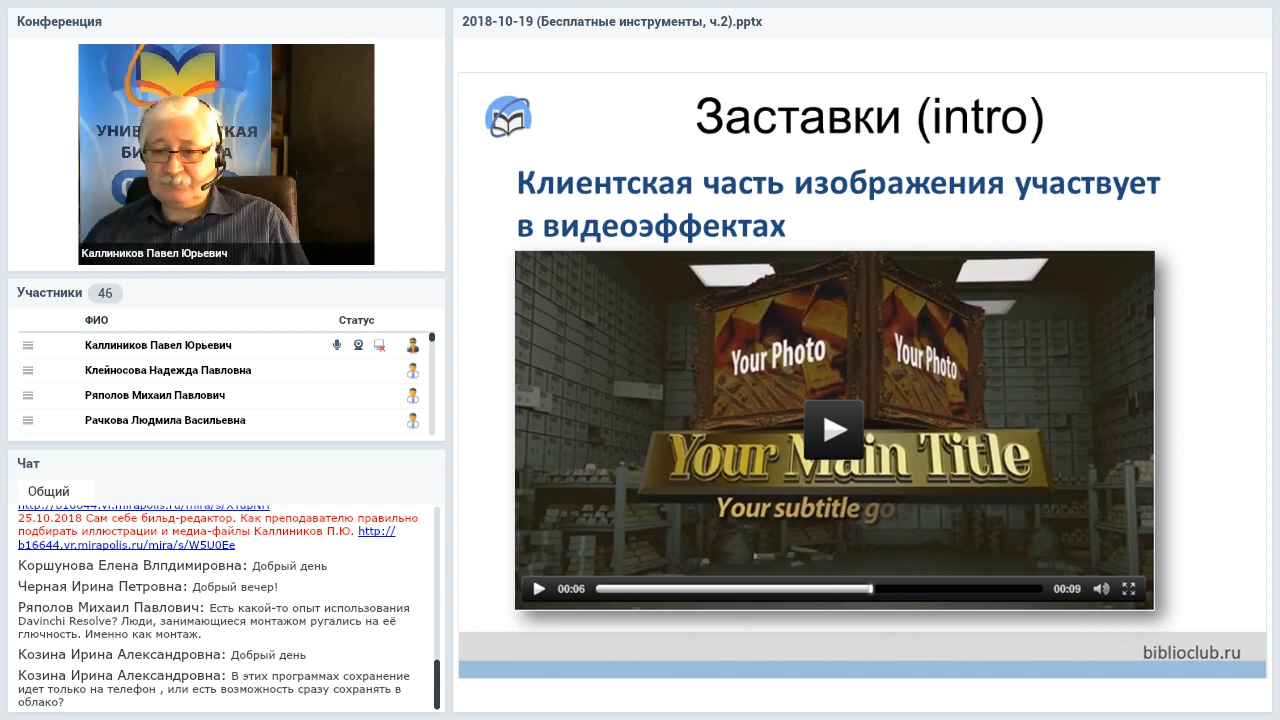 Конференция
УНИВ
КАЯ
БИ
А
Каллиников Павел Юрьевич
Участники 46
ФИО Статус
Каллиников Павел Юрьевич
Клейносова Надежда Павловна
Ряполов Михаил Павлович
Рачкова Людмила Васильевна
Чат
Общий
25.10.2018 Сам себе бильд-редактор. Как преподавателю правильно
подбирать иллюстрации и медиа-файлы Каллиников П.Ю. http://
b16644.vr.mirapolis.ru/mira/s/W5U0Ee
Коршунова Елена Влпдимировна: Добрый день
Черная Ирина Петровна: Добрый вечер!
Ряполов Михаил Павлович: Есть какой-то опыт использования
Davinchi Resolve? Люди, занимающиеся монтажом ругались на её
глючность. Именно как монтаж.
Козина Ирина Александровна: Добрый день
Козина Ирина Александровна: В этих программах сохранение
идет только на телефон , или есть возможность сразу сохранять в
облако?
2018-10-19 (Бесплатные инструменты, ч.2).pptx
Заставки (intro)
Клиентская часть изображения участвует
в видеоэффектах
Your Photo
Your Photo
Your Main Title
Your subtitle go
00:06 00:09
biblioclub.ru